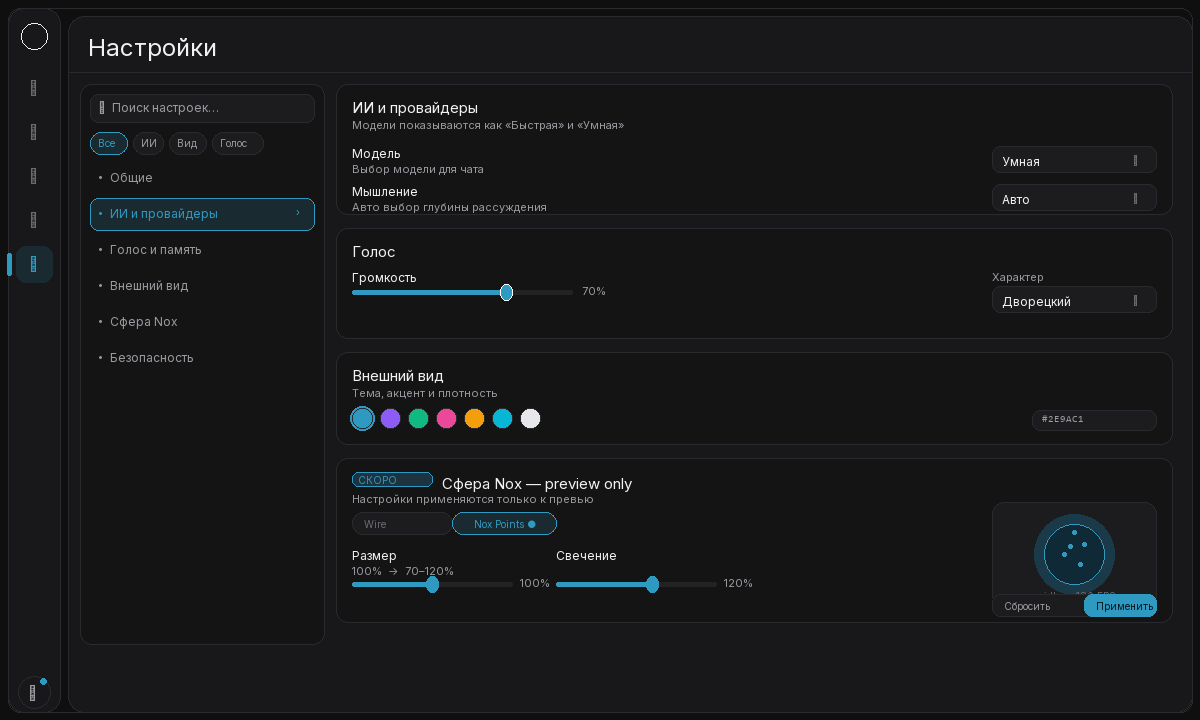 Настройки
Поиск настроек…
Все
ИИ
Вид
Голос
• Общие
• ИИ и провайдеры ›
• Голос и память
• Внешний вид
• Сфера Nox
• Безопасность
ИИ и провайдеры
Модели показываются как «Быстрая» и «Умная»
Модель
Выбор модели для чата
Умная
Мышление
Авто выбор глубины рассуждения
Авто
Голос
Громкость
70%
Характер
Дворецкий
Внешний вид
Тема, акцент и плотность
#2E9AC1
СКОРО
Сфера Nox — preview only
Настройки применяются только к превью
Wire
Nox Points ●
Размер
100% → 70–120%
100%
Свечение
120%
Сбросить
Применить